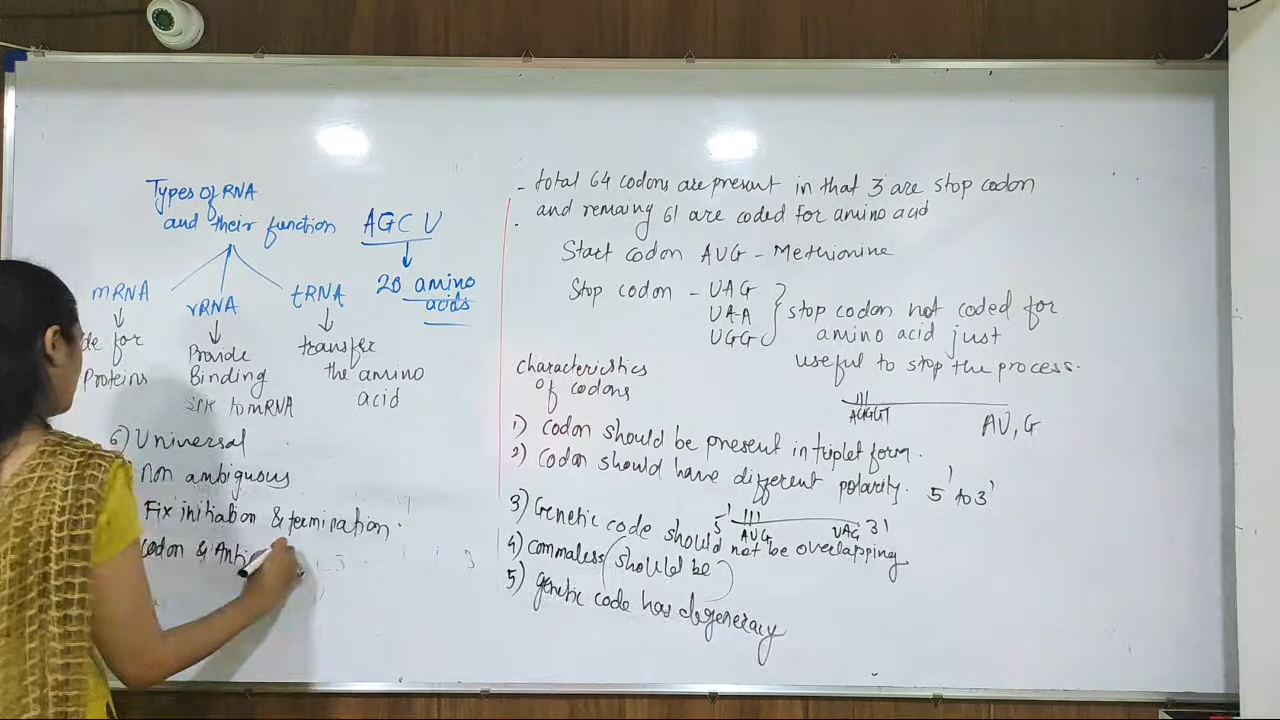 Types of RNA
and their function
AGC U
20 amino
acids
mRNA
rRNA
tRNA
de for
Proteins
Provide
Binding
site to mRNA
transfer
the amino
acid
6) Universal
Non ambiguous
Fix initiation & termination.
codon & Anti
- total 64 codons are present in that 3 are stop codon
and remaing 61 are coded for amino acid
Start codon AUG - Methionine
Stop codon - UAG
UAA
UGG
stop codon not coded for
amino acid just
useful to stop the process.
characteristics
of codons
AU, G
1) codon should be present in triplet form.
2) codon should have different polarity. 5' to 3'
5' AUG UAG 3'
3) Genetic code should not be overlapping
4) commaless (should be)
5) genetic code has degeneracy